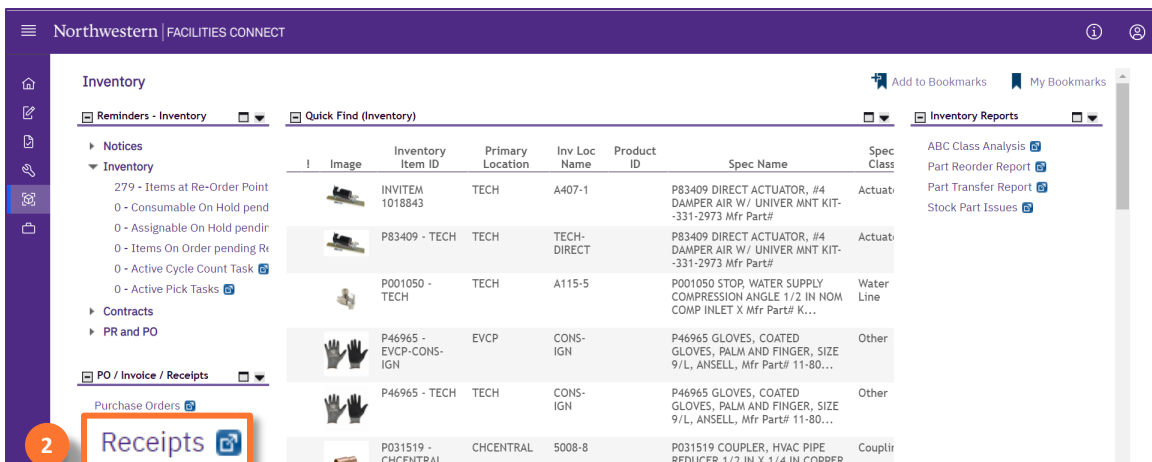 Northwestern | FACILITIES CONNECT
Inventory
Add to Bookmarks My Bookmarks
Reminders - Inventory
Notices
Inventory
279 - Items at Re-Order Point
0 - Consumable On Hold pend
0 - Assignable On Hold pendin
0 - Items On Order pending Re
0 - Active Cycle Count Task
0 - Active Pick Tasks
Contracts
PR and PO
PO / Invoice / Receipts
Purchase Orders
2 Receipts
Quick Find (Inventory)
! Image Inventory Item ID Primary Location Inv Loc Name Product ID Spec Name Spec Class
INVITEM TECH A407-1 P83409 DIRECT ACTUATOR, #4 Actuat
1018843 DAMPER AIR W/ UNIVER MNT KIT-
-331-2973 Mfr Part#
P83409 - TECH TECH TECH- P83409 DIRECT ACTUATOR, #4 Actuat
DIRECT DAMPER AIR W/ UNIVER MNT KIT-
-331-2973 Mfr Part#
P001050 - TECH A115-5 P001050 STOP, WATER SUPPLY Water
TECH COMPRESSION ANGLE 1/2 IN NOM Line
COMP INLET X Mfr Part# K...
P46965 - EVCP CONS- P46965 GLOVES, COATED Other
EVCP-CONS- IGN GLOVES, PALM AND FINGER, SIZE
IGN 9/L, ANSELL, Mfr Part# 11-80...
P46965 - TECH TECH CONS- P46965 GLOVES, COATED Other
IGN GLOVES, PALM AND FINGER, SIZE
9/L, ANSELL, Mfr Part# 11-80...
P031519 - CHCENTRAL 5008-8 P031519 COUPLER, HVAC PIPE Couplin
CHCENTRAL REDUCER 1/2 IN X 1/4 IN COPPER
Inventory Reports
ABC Class Analysis
Part Reorder Report
Part Transfer Report
Stock Part Issues